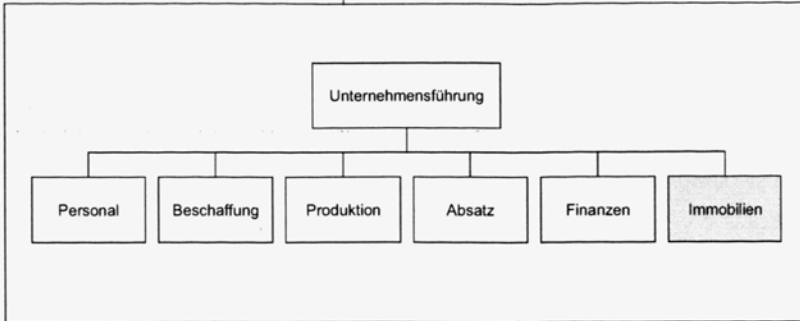 Unternehmensführung
Personal
Beschaffung
Produktion
Absatz
Finanzen
Immobilien